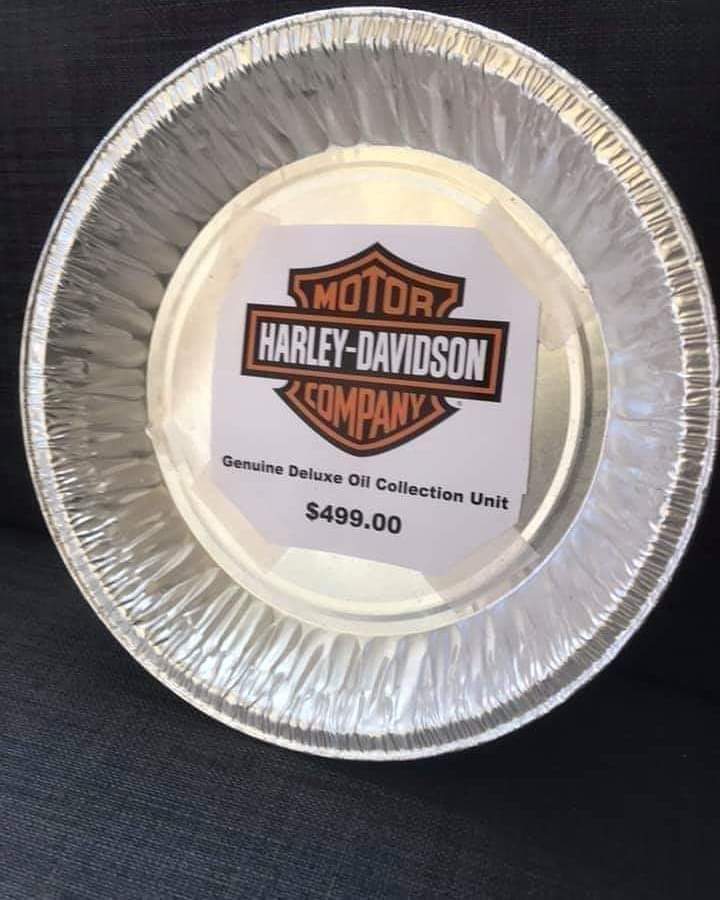 MOTOR
HARLEY-DAVIDSON
COMPANY
Genuine Deluxe Oil Collection Unit
$499.00